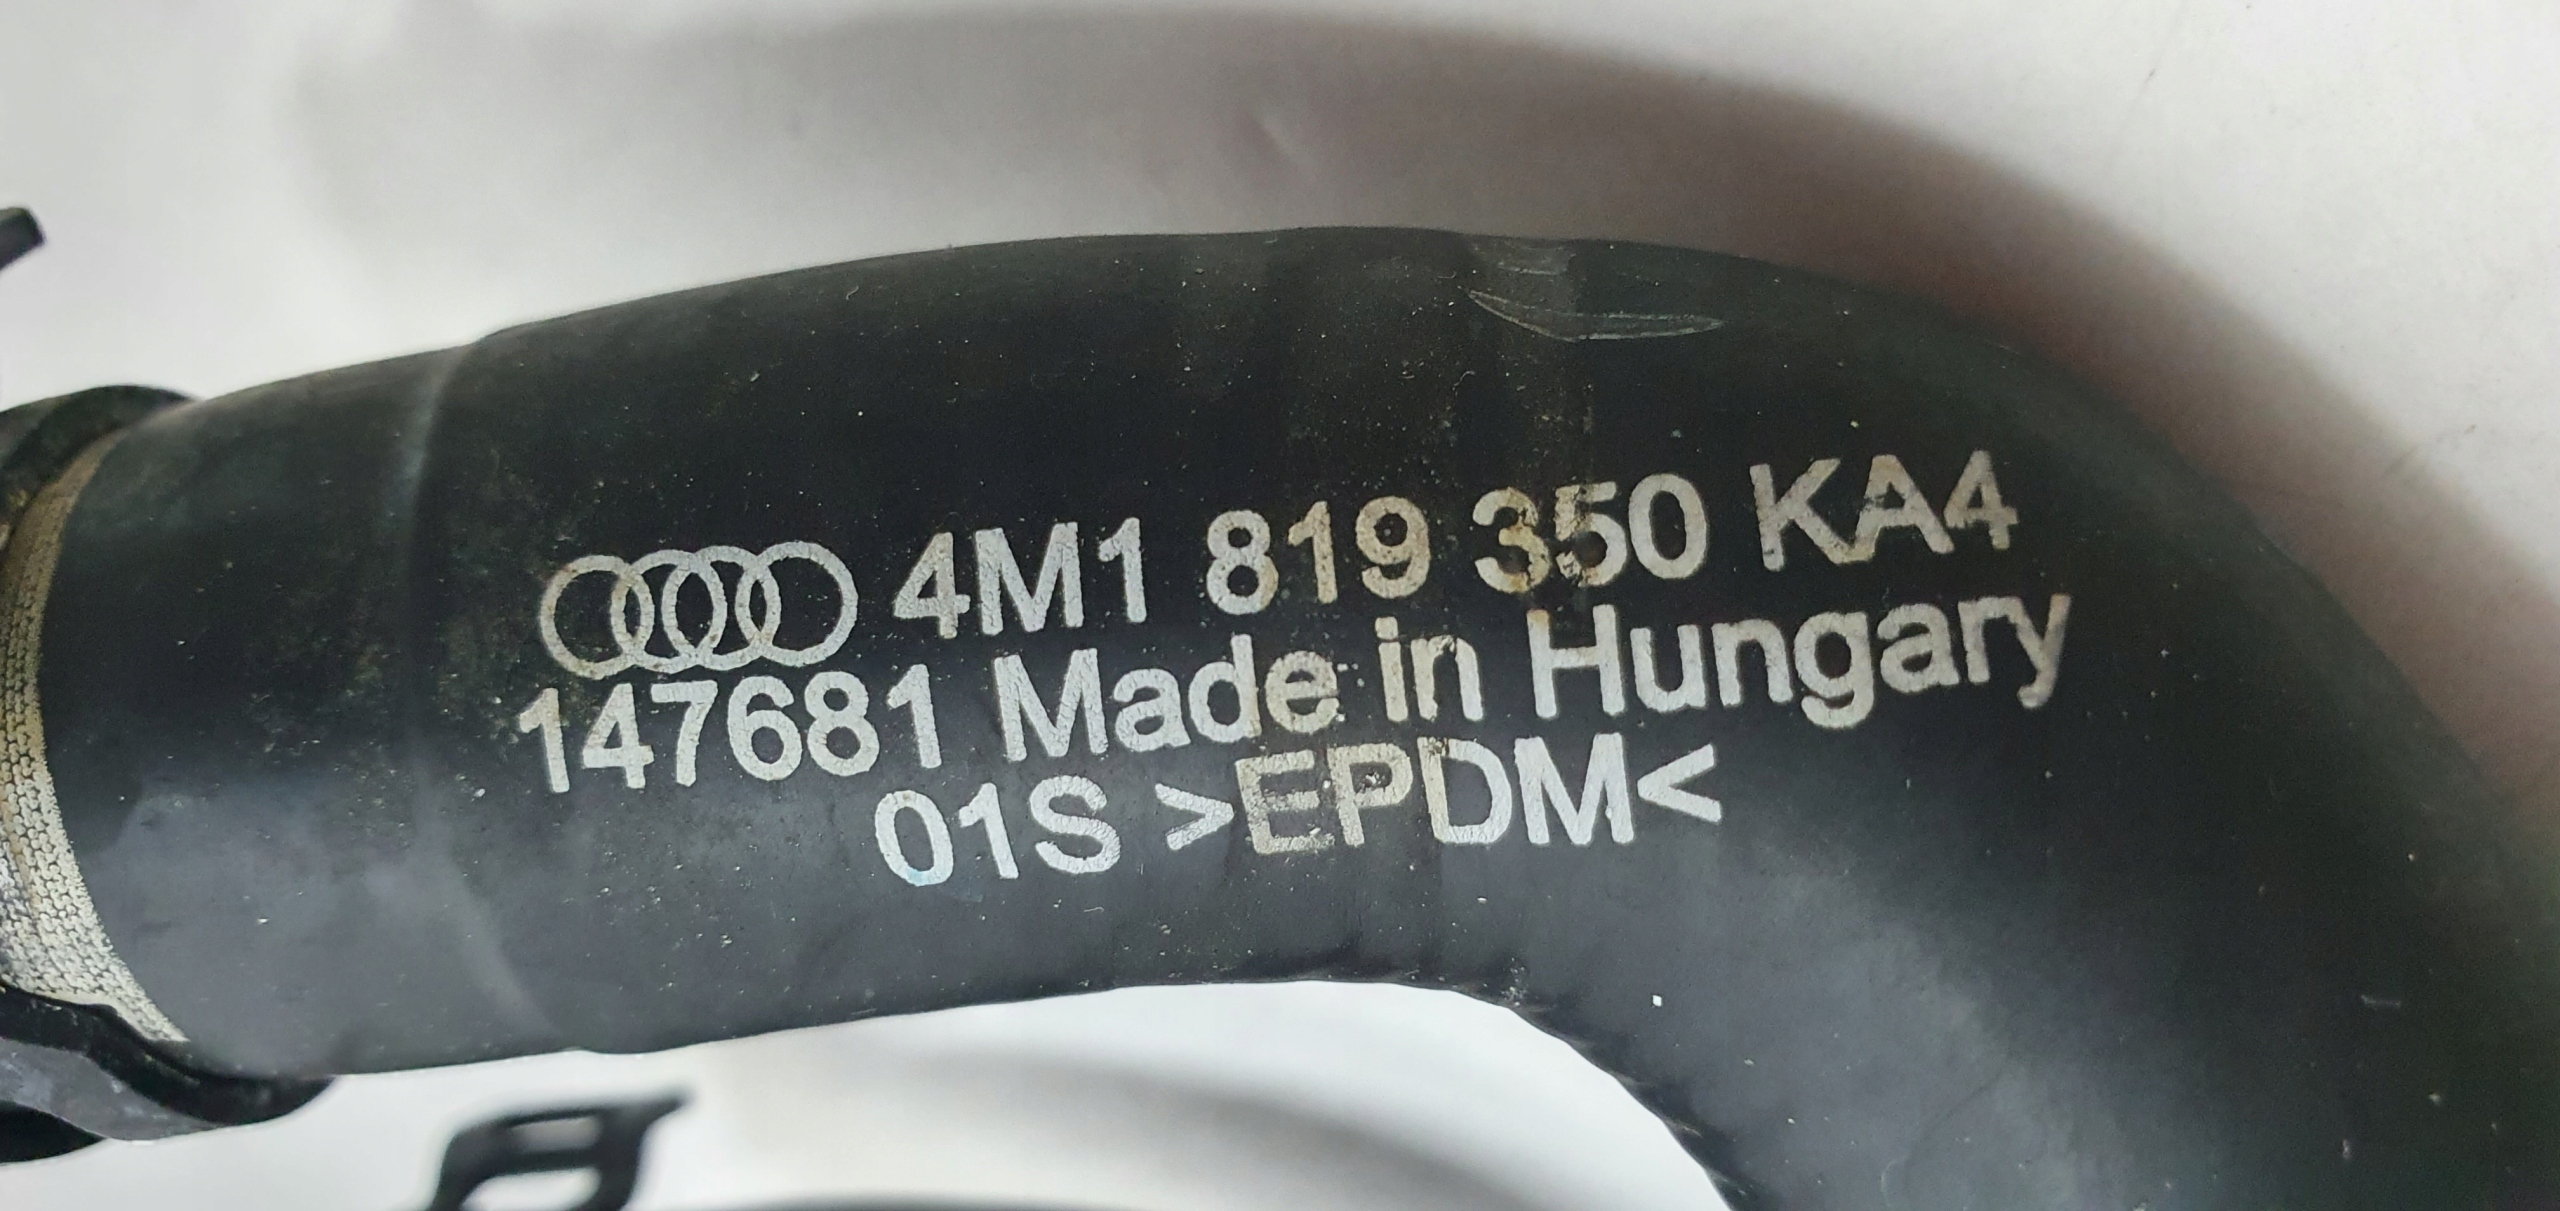 4M1 819 350 KA4
147681 Made in Hungary
01S >EPDM<